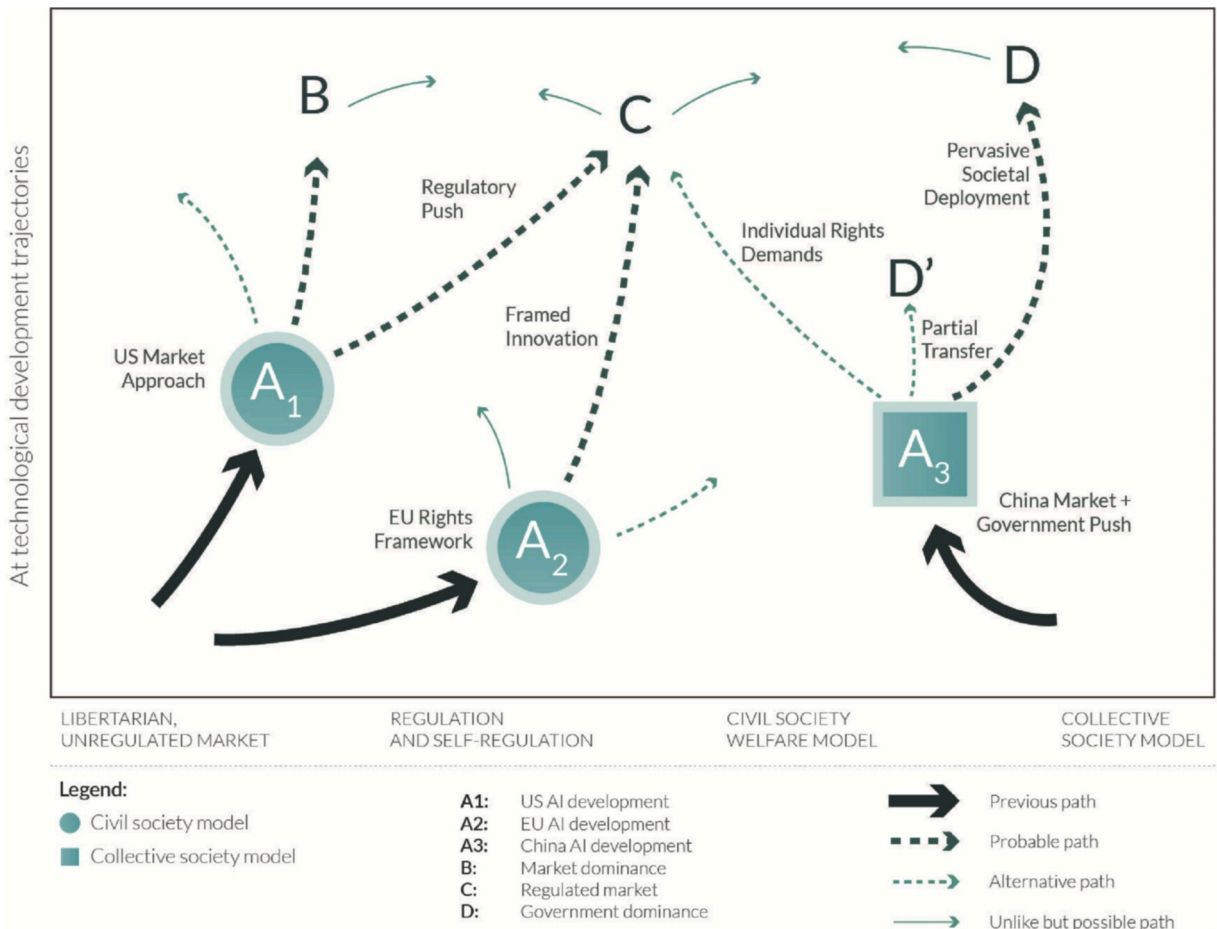 At technological development trajectories
B
C
D
Regulatory
Push
Pervasive
Societal
Deployment
Individual Rights
Demands
D’
Framed
Innovation
Partial
Transfer
US Market
Approach
A1
A3
EU Rights
Framework
A2
China Market +
Government Push
LIBERTARIAN,
UNREGULATED MARKET
REGULATION
AND SELF-REGULATION
CIVIL SOCIETY
WELFARE MODEL
COLLECTIVE
SOCIETY MODEL
Legend:
Civil society model
Collective society model
A1: US AI development
A2: EU AI development
A3: China AI development
B: Market dominance
C: Regulated market
D: Government dominance
Previous path
Probable path
Alternative path
Unlike but possible path